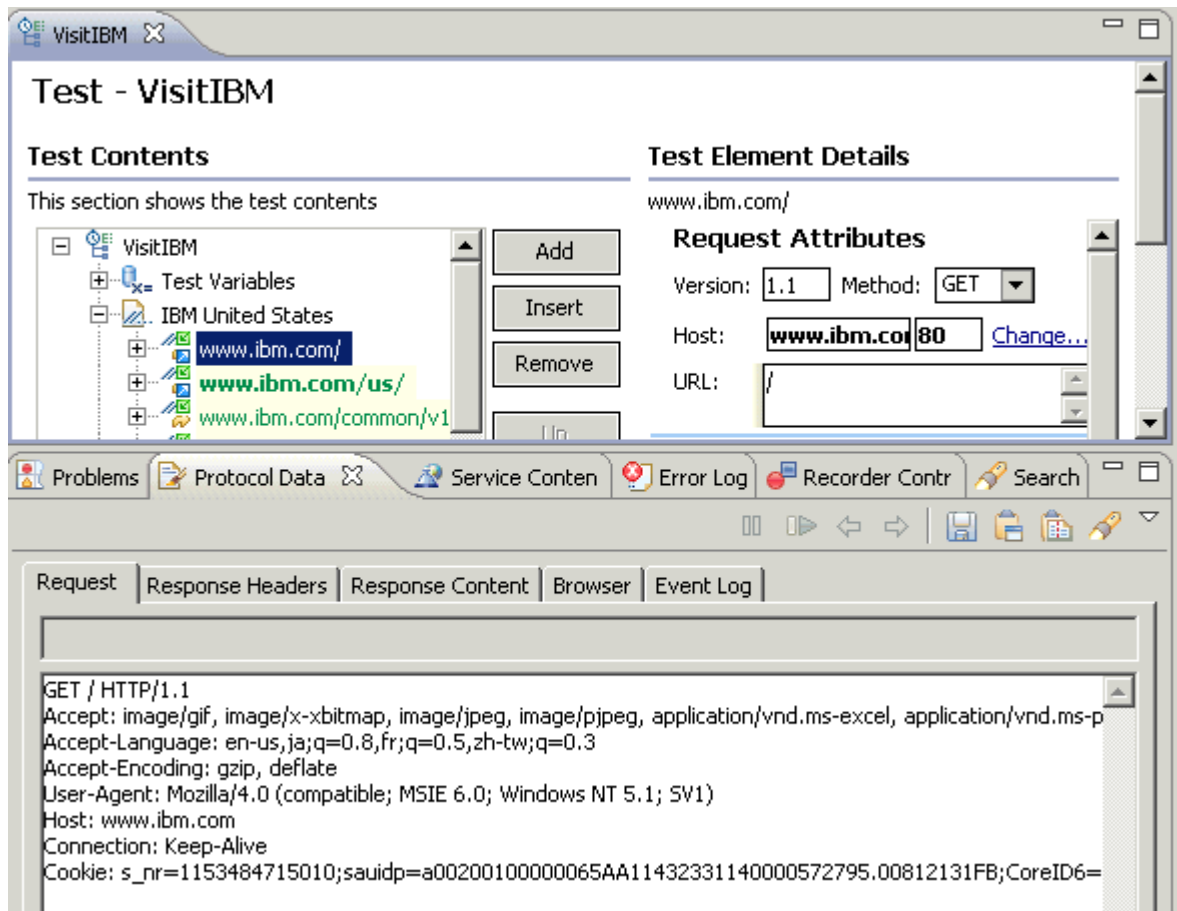 VisitIBM
Test - VisitIBM
Test Contents
This section shows the test contents
VisitIBM
Test Variables
IBM United States
www.ibm.com/
www.ibm.com/us/
www.ibm.com/common/v1
Add
Insert
Remove
Up
Test Element Details
www.ibm.com/
Request Attributes
Version: 1.1 Method: GET
Host: www.ibm.co 80 Change...
URL: /
Problems Protocol Data Service Conten Error Log Recorder Contr Search
Request Response Headers Response Content Browser Event Log
GET / HTTP/1.1
Accept: image/gif, image/x-xbitmap, image/jpeg, image/pjpeg, application/vnd.ms-excel, application/vnd.ms-p
Accept-Language: en-us,ja;q=0.8,fr;q=0.5,zh-tw;q=0.3
Accept-Encoding: gzip, deflate
User-Agent: Mozilla/4.0 (compatible; MSIE 6.0; Windows NT 5.1; SV1)
Host: www.ibm.com
Connection: Keep-Alive
Cookie: s_nr=1153484715010;sauidp=a00200100000065AA11432331140000572795.00812131FB;CoreID6=